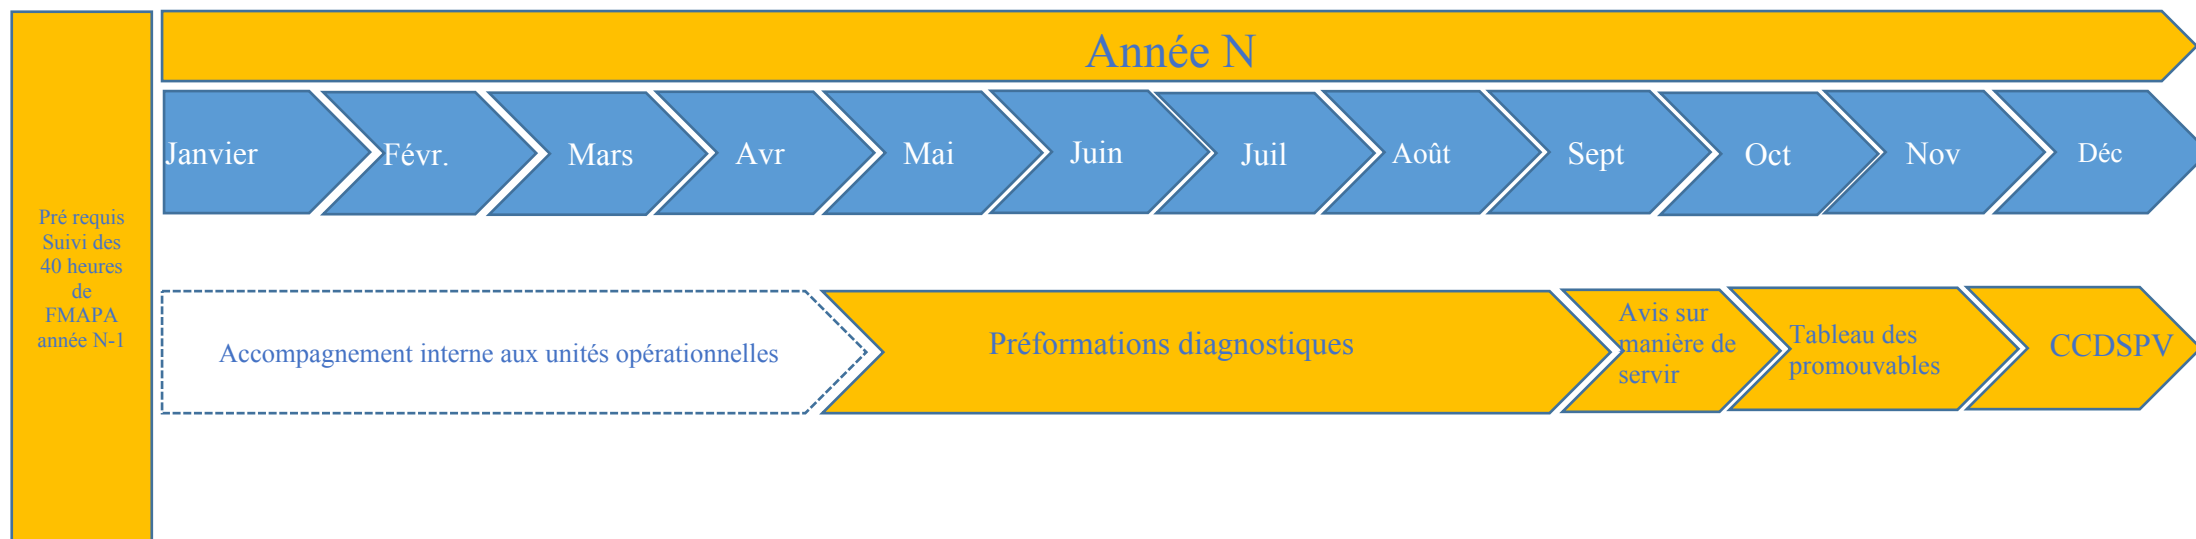 Année N
Janvier
Févr.
Mars
Avr
Mai
Juin
Juil
Août
Sept
Oct
Nov
Déc
Pré requis
Suivi des
40 heures
de
FMAPA
année N-1
Accompagnement interne aux unités opérationnelles
Préformations diagnostiques
Avis sur
manière de
servir
Tableau des
promouvables
CCDSPV